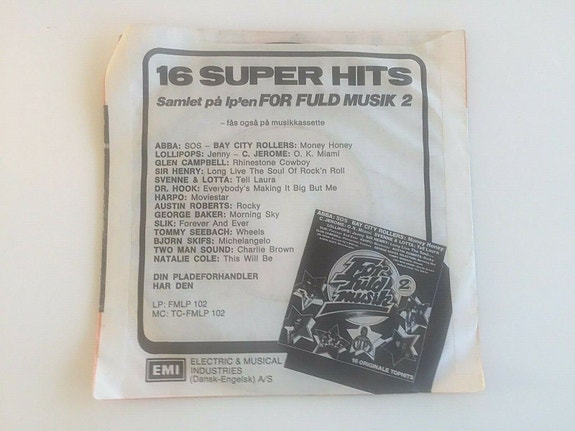 16 SUPER HITS
Samlet på lp'en FOR FULD MUSIK 2
– fås også på musikkassette
ABBA: SOS – BAY CITY ROLLERS: Money Honey
LOLLIPOPS: Jenny – C. JEROME: O. K. Miami
GLEN CAMPBELL: Rhinestone Cowboy
SIR HENRY: Long Live The Soul Of Rock'n Roll
SVENNE & LOTTA: Tell Laura
DR. HOOK: Everybody's Making It Big But Me
HARPO: Moviestar
AUSTIN ROBERTS: Rocky
GEORGE BAKER: Morning Sky
SLIK: Forever And Ever
TOMMY SEEBACH: Wheels
BJØRN SKIFS: Michelangelo
TWO MAN SOUND: Charlie Brown
NATALIE COLE: This Will Be
DIN PLADEFORHANDLER
HAR DEN
LP: FMLP 102
MC: TC-FMLP 102
EMI
ELECTRIC & MUSICAL
INDUSTRIES
(Dansk-Engelsk) A/S
ABBA: SOS BAY CITY ROLLERS: Money Honey
For
fuld
musik
2
16 ORIGINALE TOPHITS